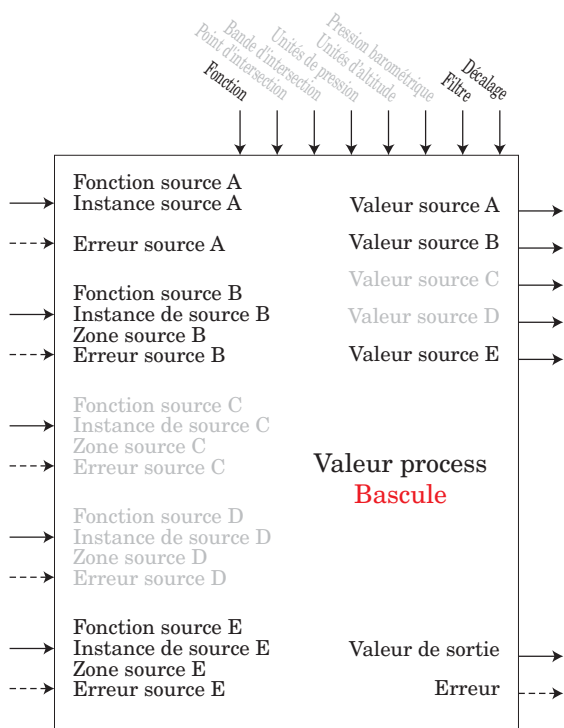 Fonction
Point d'intersection
Bande d'intersection
Unités de pression
Unités d'altitude
Pression barométrique
Filtre
Décalage
Fonction source A
Instance source A
Erreur source A
Fonction source B
Instance de source B
Zone source B
Erreur source B
Fonction source C
Instance de source C
Zone source C
Erreur source C
Fonction source D
Instance de source D
Zone source D
Erreur source D
Fonction source E
Instance de source E
Zone source E
Erreur source E
Valeur source A
Valeur source B
Valeur source C
Valeur source D
Valeur source E
Valeur process
Bascule
Valeur de sortie
Erreur